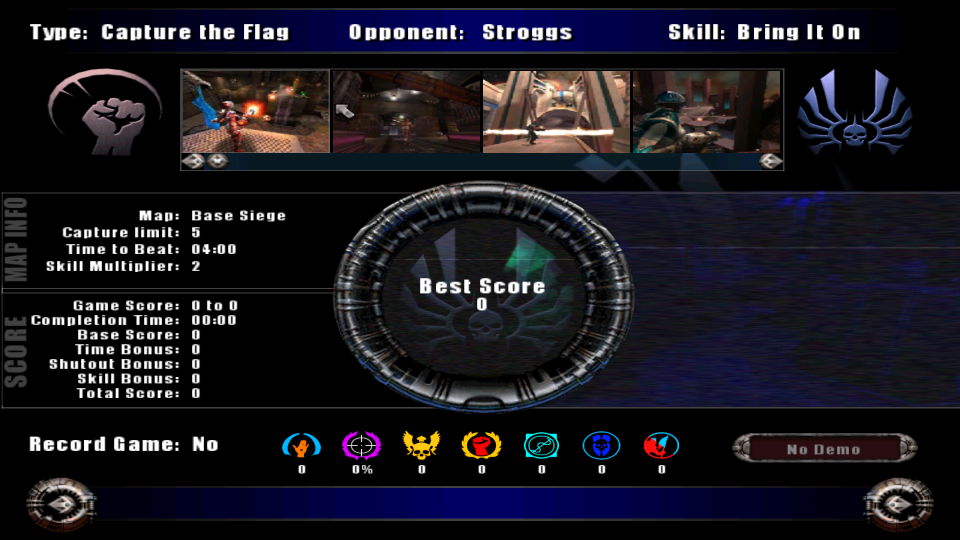 Type: Capture the Flag
Opponent: Stroggs
Skill: Bring It On
MAP INFO
Map: Base Siege
Capture limit: 5
Time to Beat: 04:00
Skill Multiplier: 2
SCORE
Game Score: 0 to 0
Completion Time: 00:00
Base Score: 0
Time Bonus: 0
Shutout Bonus: 0
Skill Bonus: 0
Total Score: 0
Best Score
0
Record Game: No
0 0% 0 0 0 0 0
No Demo